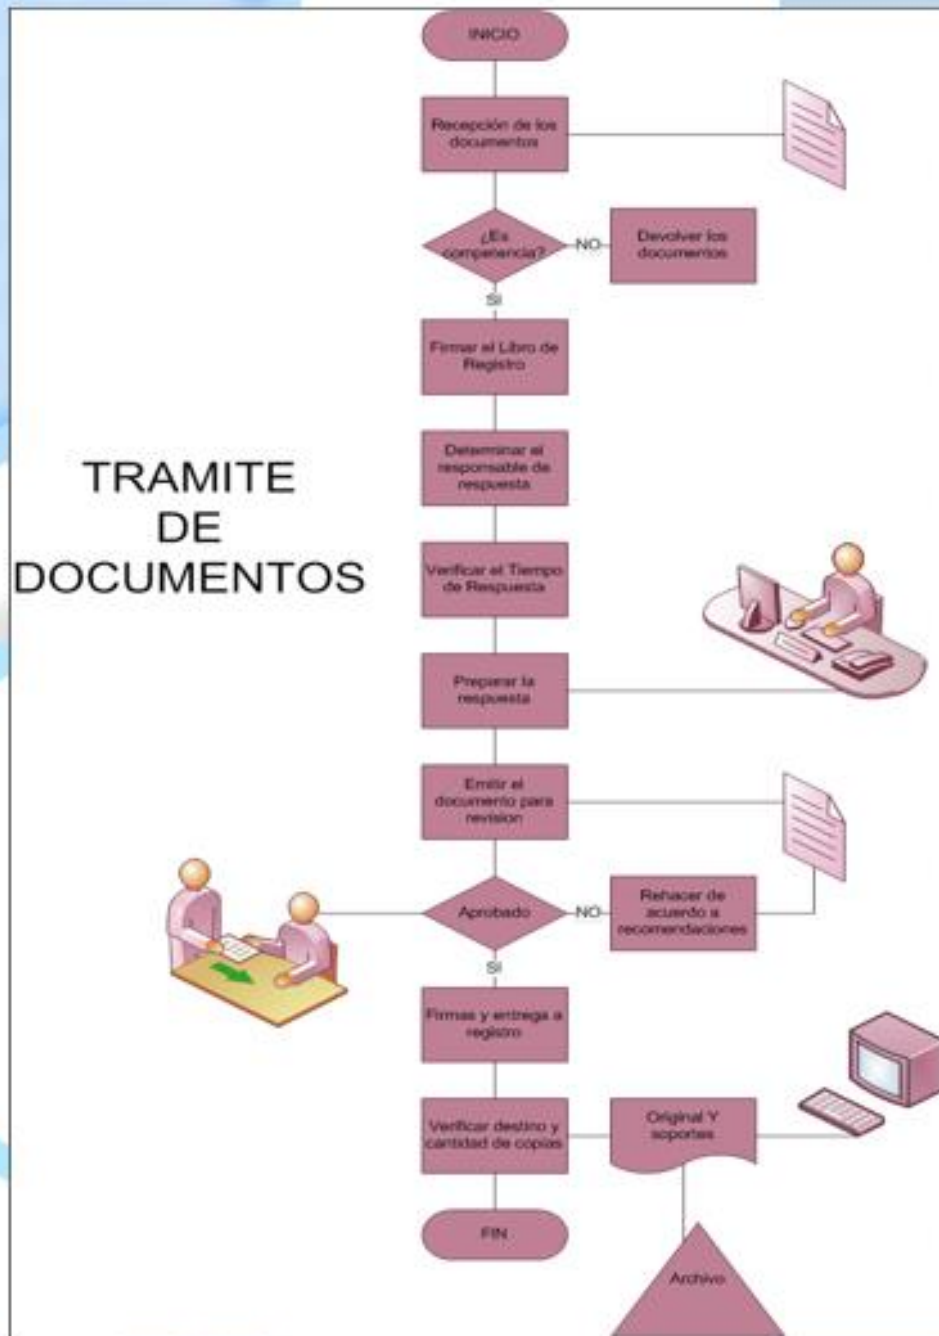 INICIO
Recepción de los
documentos
¿Es
competencia?
NO
Devolver los
documentos
SI
Firmar el Libro de
Registro
Determinar el
responsable de
respuesta
TRAMITE
DE
DOCUMENTOS
Verificar el Tiempo
de Respuesta
Preparar la
respuesta
Emitir el
documento para
revision
Aprobado
NO
Rehacer de
acuerdo a
recomendaciones
SI
Firmas y entrega a
registro
Verificar destino y
cantidad de copias
Original Y
soportes
FIN
Archivo